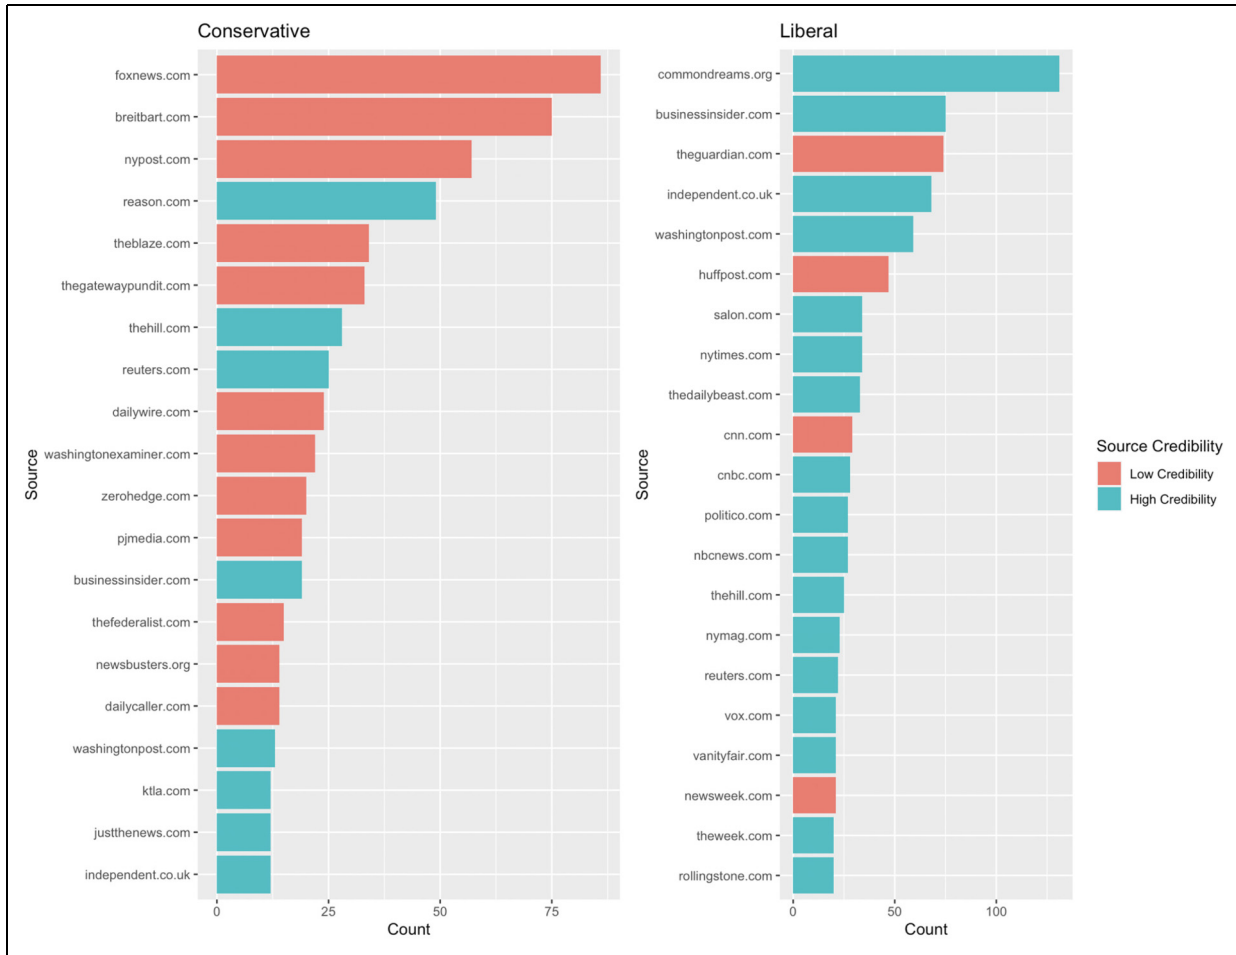 Conservative
foxnews.com
breitbart.com
nypost.com
reason.com
theblaze.com
thegatewaypundit.com
thehill.com
reuters.com
dailywire.com
washingtonexaminer.com
zerohedge.com
pjmedia.com
businessinsider.com
thefederalist.com
newsbusters.org
dailycaller.com
washingtonpost.com
ktla.com
justthenews.com
independent.co.uk
Source
0 25 50 75
Count
Liberal
commondreams.org
businessinsider.com
theguardian.com
independent.co.uk
washingtonpost.com
huffpost.com
salon.com
nytimes.com
thedailybeast.com
cnn.com
cnbc.com
politico.com
nbcnews.com
thehill.com
nymag.com
reuters.com
vox.com
vanityfair.com
newsweek.com
theweek.com
rollingstone.com
Source
0 50 100
Count
Source Credibility
Low Credibility
High Credibility